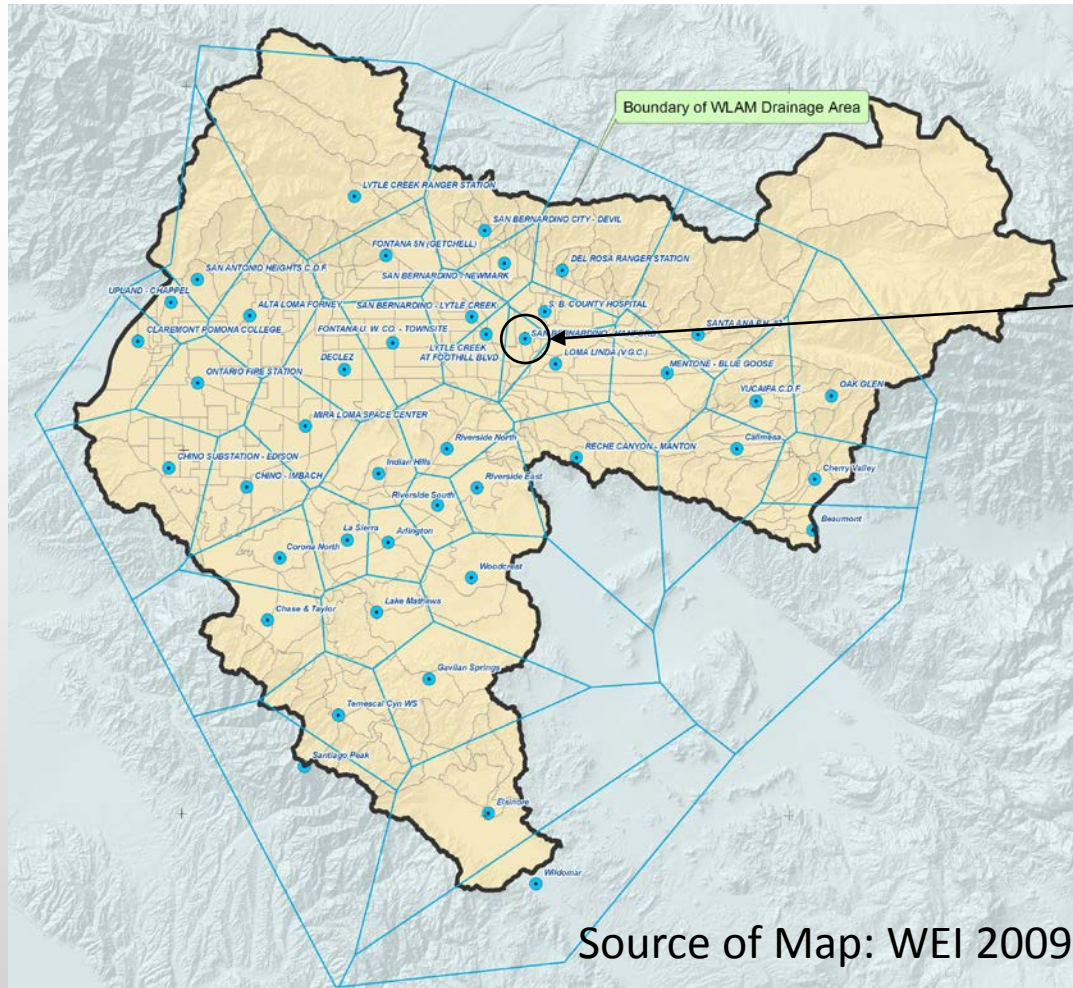 Boundary of WLAM Drainage Area
LYTLE CREEK RANGER STATION
SAN BERNARDINO CITY - DEVIL
FONTANA 5N (GETCHELL)
DEL ROSA RANGER STATION
SAN ANTONIO HEIGHTS C.D.F.
SAN BERNARDINO - NEWMARK
UPLAND - CHAPPEL
ALTA LOMA FORNEY
SAN BERNARDINO - LYTLE CREEK
S. B. COUNTY HOSPITAL
CLAREMONT POMONA COLLEGE
FONTANA U. W. CO. - TOWNSITE
LYTLE CREEK
AT FOOTHILL BLVD
SAN BERNARDINO
SANTA ANA P.H.
DECLEZ
LOMA LINDA (V.G.C.)
MENTONE - BLUE GOOSE
ONTARIO FIRE STATION
YUCAIPA C.D.F.
OAK GLEN
MIRA LOMA SPACE CENTER
Riverside North
RECHE CANYON - MANTON
Calimesa
CHINO SUBSTATION - EDISON
Indian Hills
Cherry Valley
CHINO - IMBACH
Riverside East
Riverside South
Beaumont
La Sierra
Arlington
Corona North
Woodcrest
Lake Mathews
Chase & Taylor
Gavilan Springs
Temescal Cyn WS
Santiago Peak
Elsinore
Wildomar
Source of Map: WEI 2009